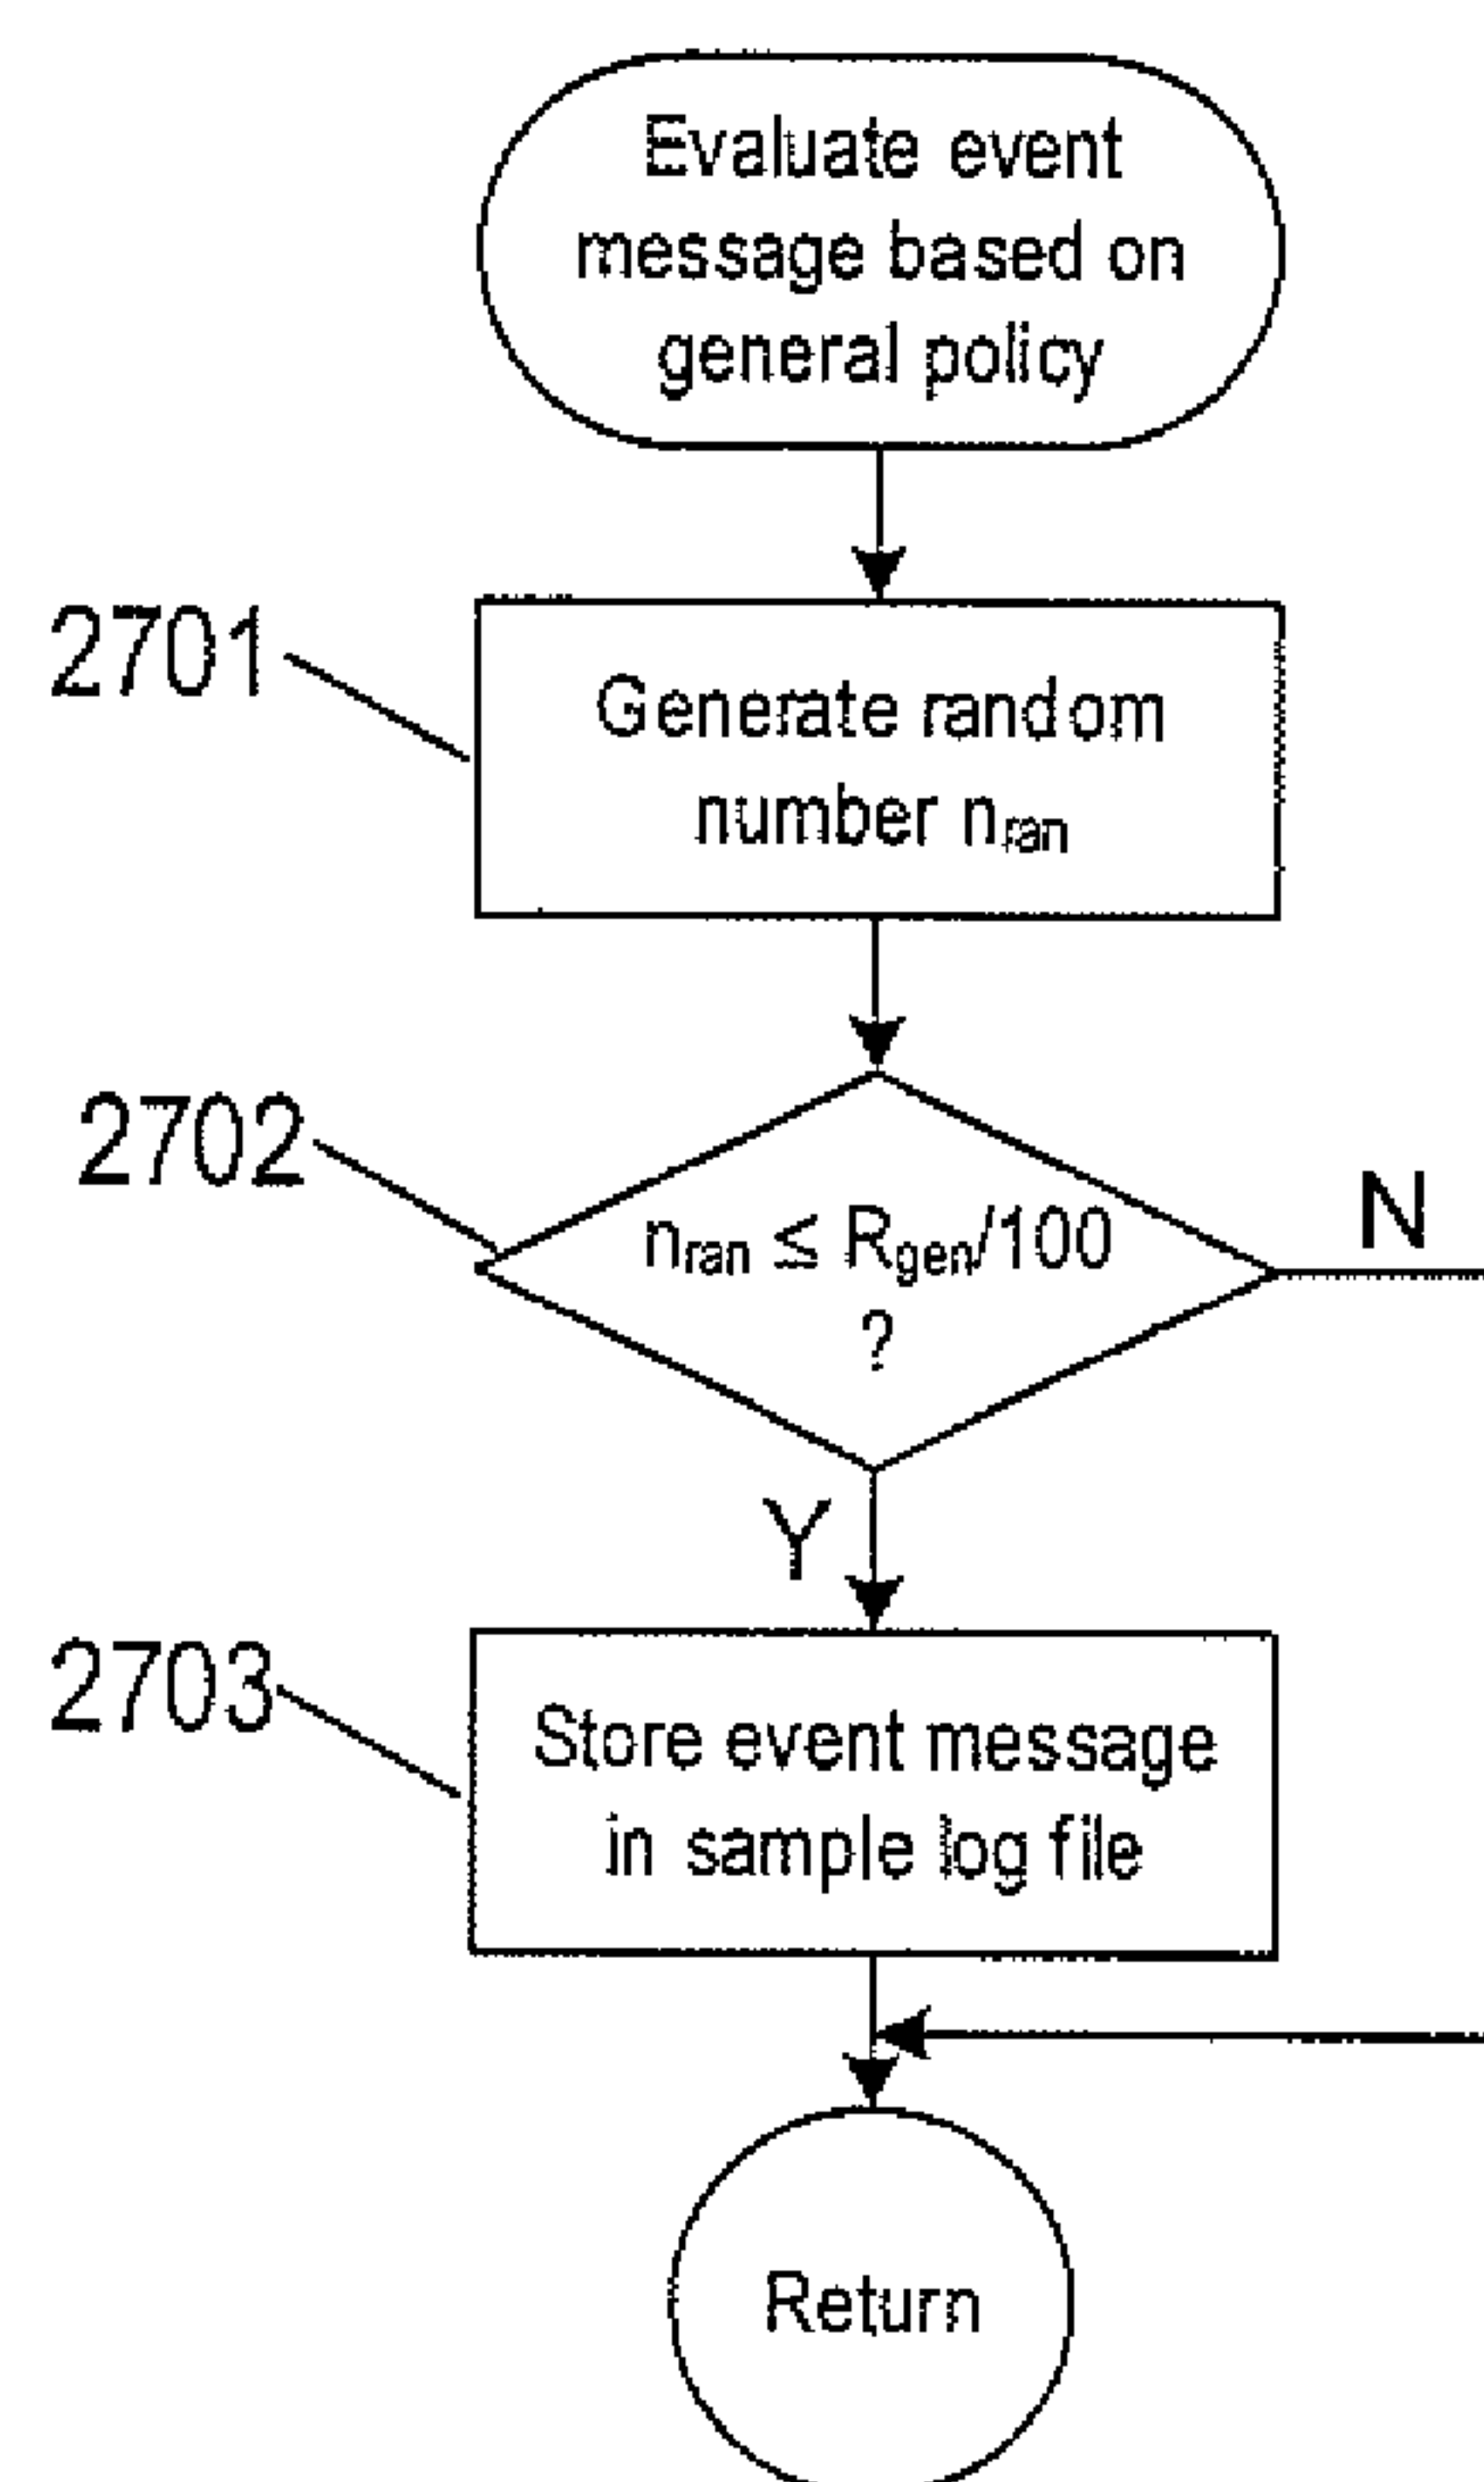 Evaluate event
message based on
general policy
2701
Generate random
number nran
2702
nran ≤ Rgen/100
?
N
Y
2703
Store event message
in sample log file
Return